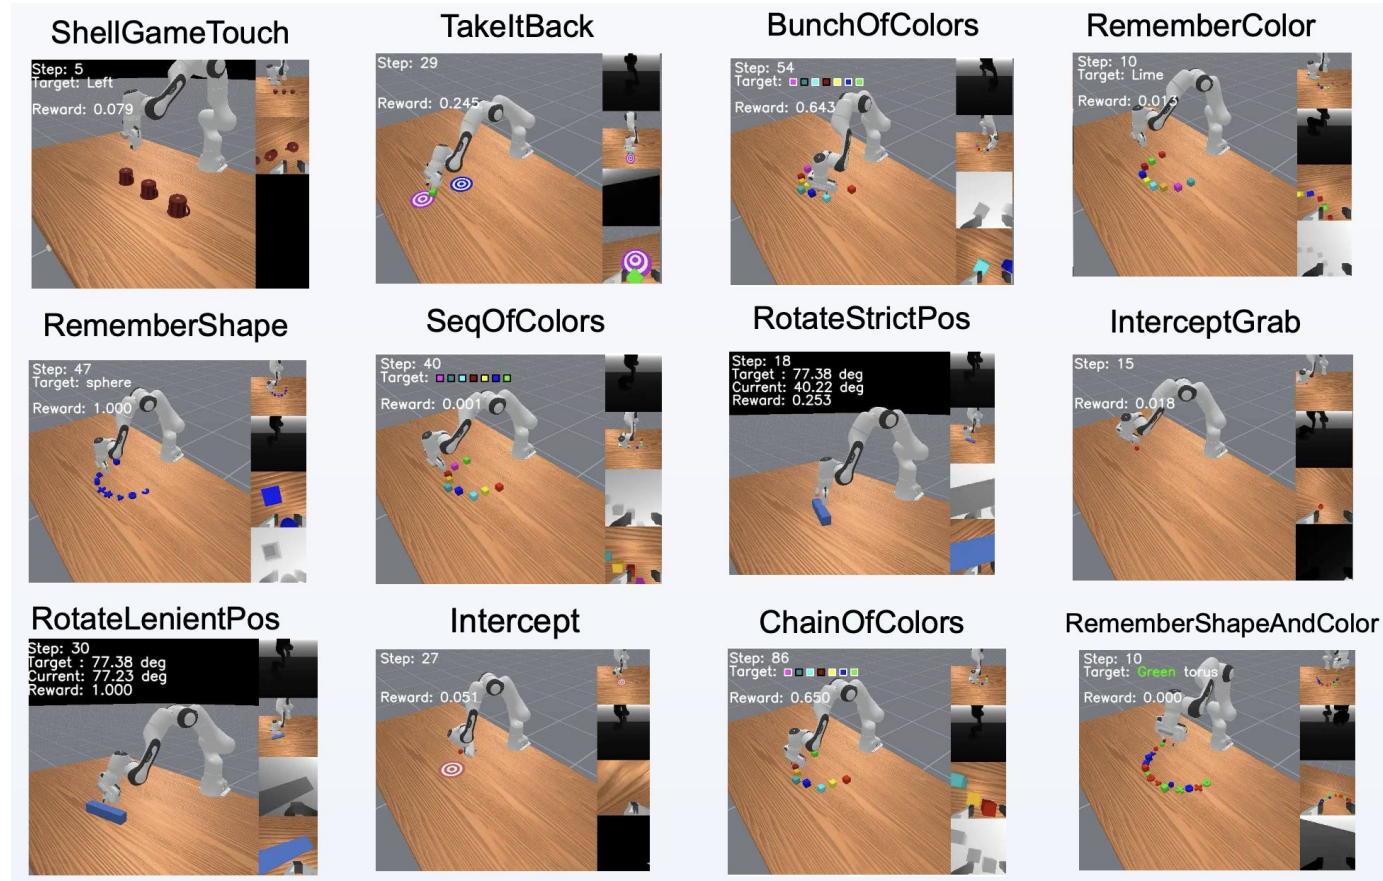 ShellGameTouch
Step: 5
Target: Left
Reward: 0.079
TakeItBack
Step: 29
Reward: 0.245
BunchOfColors
Step: 54
Target:
Reward: 0.643
RememberColor
Step: 10
Target: Lime
Reward: 0.013
RememberShape
Step: 47
Target: sphere
Reward: 1.000
SeqOfColors
Step: 40
Target:
Reward: 0.001
RotateStrictPos
Step: 18
Target : 77.38 deg
Current: 40.22 deg
Reward: 0.253
InterceptGrab
Step: 15
Reward: 0.018
RotateLenientPos
Step: 30
Target : 77.38 deg
Current: 77.23 deg
Reward: 1.000
Intercept
Step: 27
Reward: 0.051
ChainOfColors
Step: 86
Target:
Reward: 0.650
RememberShapeAndColor
Step: 10
Target: Green torus
Reward: 0.000